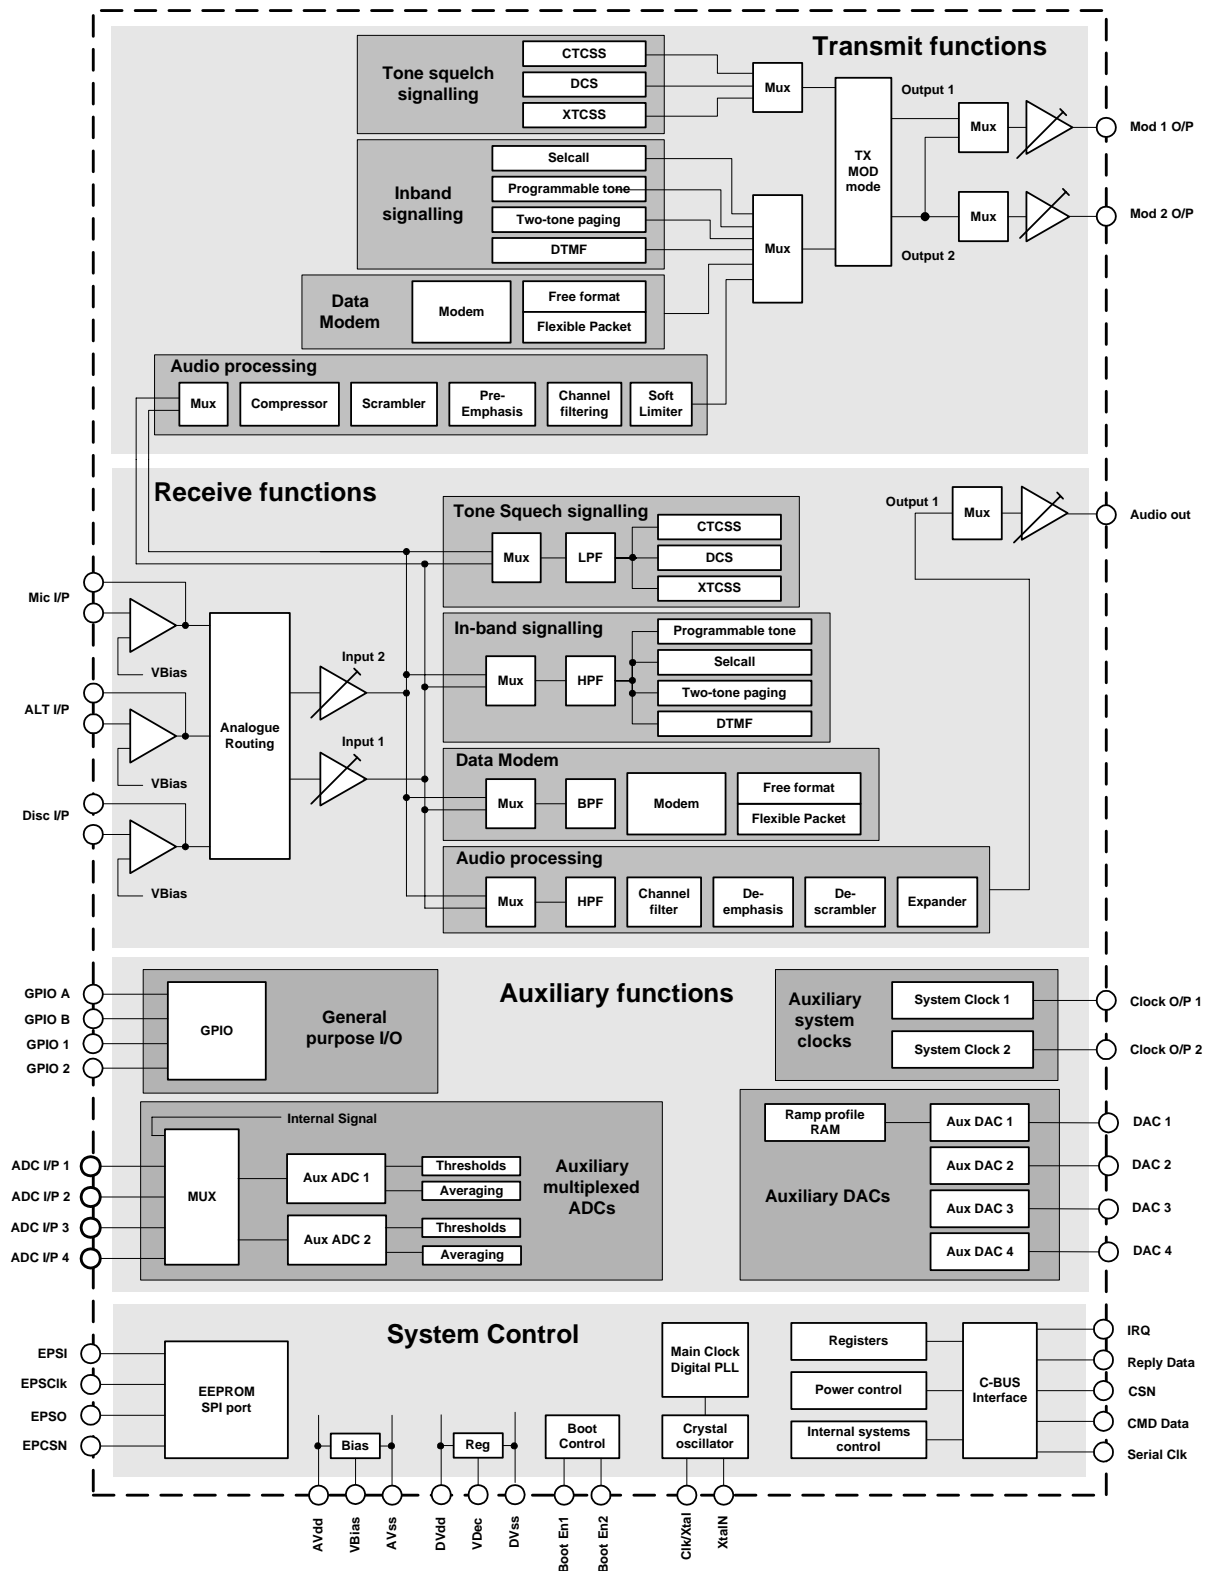 Transmit functions
Tone squelch
signalling
CTCSS
DCS
XTCSS
Mux
Inband
signalling
Selcall
Programmable tone
Two-tone paging
DTMF
Mux
Data
Modem
Modem
Free format
Flexible Packet
TX
MOD
mode
Output 1
Output 2
Mux
Mux
Mod 1 O/P
Mod 2 O/P
Audio processing
Mux
Compressor
Scrambler
Pre-
Emphasis
Channel
filtering
Soft
Limiter
Receive functions
Tone Squech signalling
Mux
LPF
CTCSS
DCS
XTCSS
Output 1
Mux
Audio out
Mic I/P
VBias
ALT I/P
VBias
Disc I/P
VBias
Analogue
Routing
Input 2
Input 1
In-band signalling
Mux
HPF
Programmable tone
Selcall
Two-tone paging
DTMF
Data Modem
Mux
BPF
Modem
Free format
Flexible Packet
Audio processing
Mux
HPF
Channel
filter
De-
emphasis
De-
scrambler
Expander
Auxiliary functions
GPIO A
GPIO B
GPIO 1
GPIO 2
GPIO
General
purpose I/O
Auxiliary
system
clocks
System Clock 1
System Clock 2
Clock O/P 1
Clock O/P 2
Internal Signal
ADC I/P 1
ADC I/P 2
ADC I/P 3
ADC I/P 4
MUX
Aux ADC 1
Aux ADC 2
Thresholds
Averaging
Thresholds
Averaging
Auxiliary
multiplexed
ADCs
Ramp profile
RAM
Auxiliary DACs
Aux DAC 1
Aux DAC 2
Aux DAC 3
Aux DAC 4
DAC 1
DAC 2
DAC 3
DAC 4
System Control
EPSI
EPSClk
EPSO
EPCSN
EEPROM
SPI port
Bias
Reg
Boot
Control
Main Clock
Digital PLL
Crystal
oscillator
Registers
Power control
Internal systems
control
C-BUS
Interface
IRQ
Reply Data
CSN
CMD Data
Serial Clk
AVdd
VBias
AVss
DVdd
VDec
DVss
Boot En1
Boot En2
Clk/Xtal
XtalN